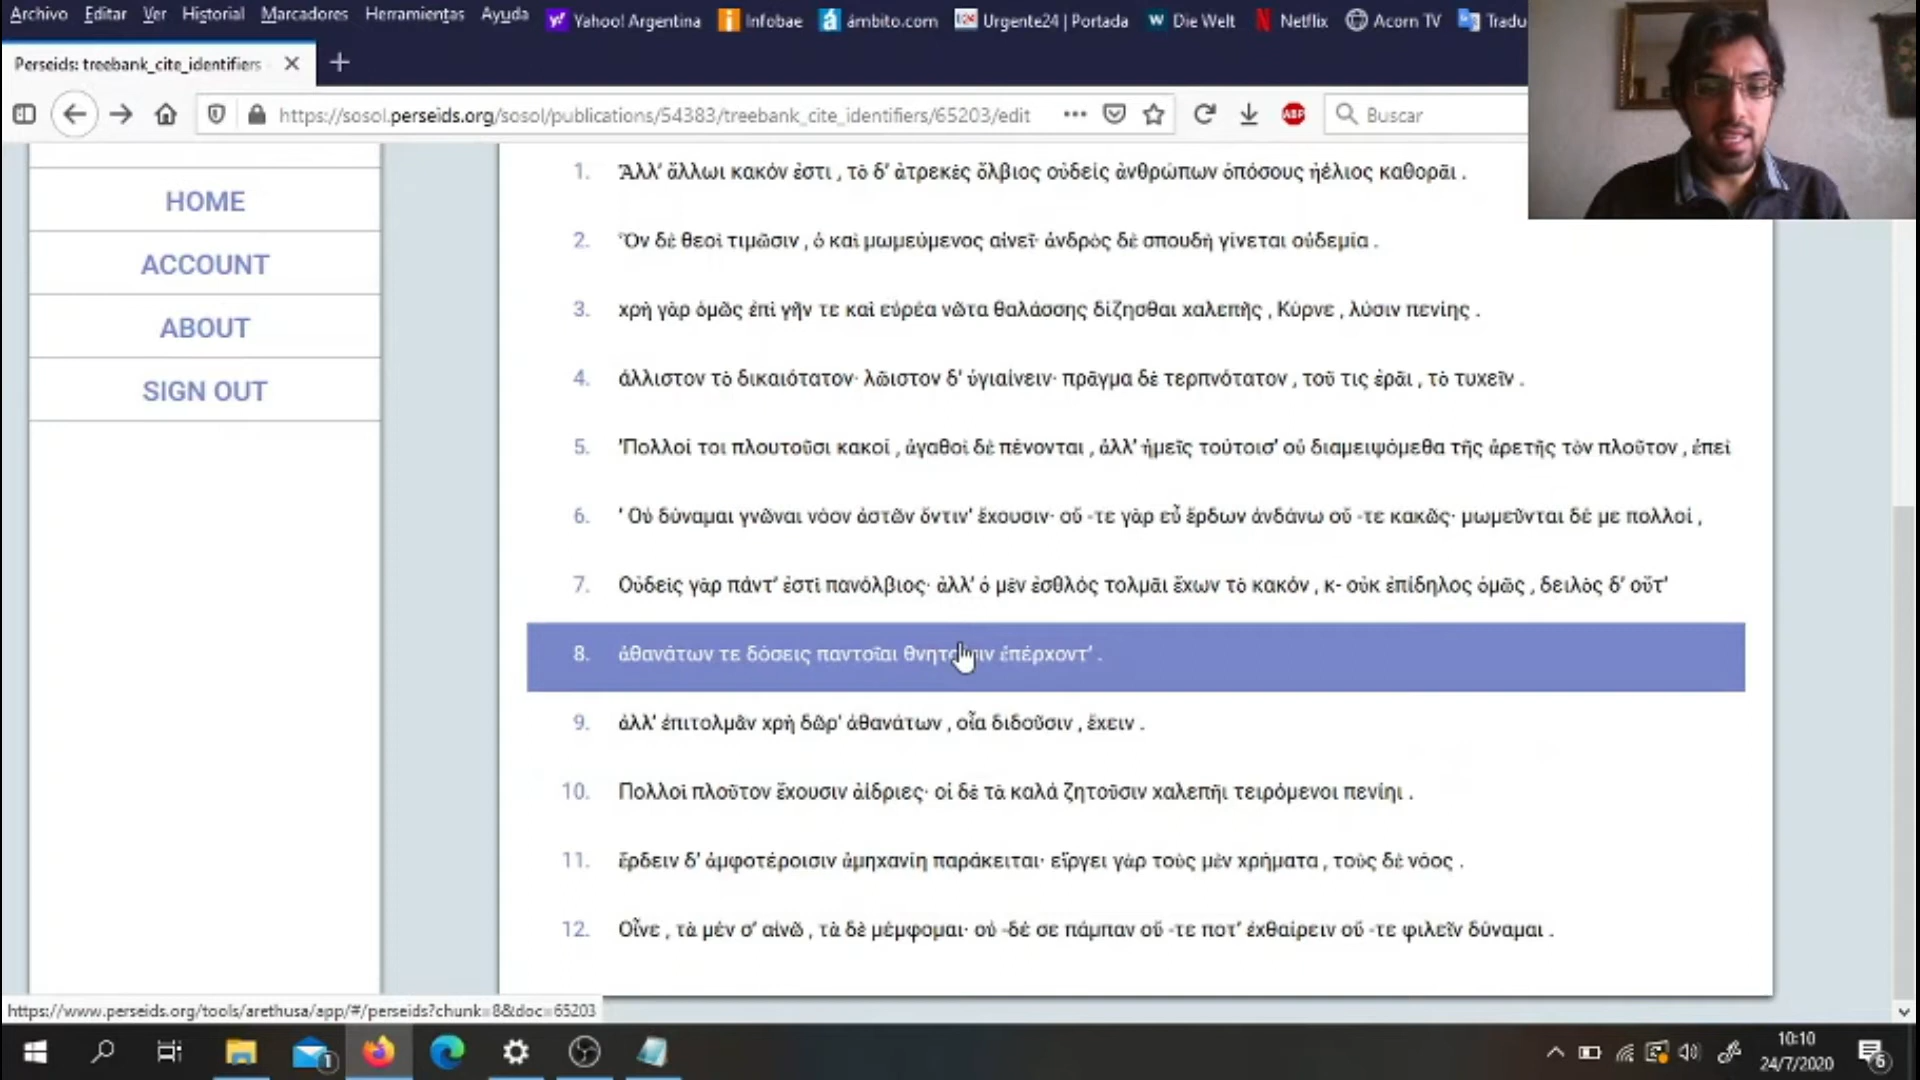 Archivo Editar Ver Historial Marcadores Herramientas Ayuda Yahoo! Argentina Infobae ámbito.com Urgente24 | Portada Die Welt Netflix Acorn TV Tradu
Perseids: treebank_cite_identifiers
https://sosol.perseids.org/sosol/publications/54383/treebank_cite_identifiers/65203/edit ABP Buscar
HOME
ACCOUNT
ABOUT
SIGN OUT
1. Ἄλλ’ ἄλλωι κακόν ἐστι , τὸ δ’ ἀτρεκὲς ὄλβιος οὐδεὶς ἀνθρώπων ὁπόσους ἠέλιος καθορᾶι .
2. Ὃν δὲ θεοὶ τιμῶσιν , ὁ καὶ μωμεύμενος αἰνεῖ· ἀνδρὸς δὲ σπουδὴ γίνεται οὐδεμία .
3. χρὴ γὰρ ὁμῶς ἐπὶ γῆν τε καὶ εὐρέα νῶτα θαλάσσης δίζησθαι χαλεπῆς , Κύρνε , λύσιν πενίης .
4. άλλιστον τὸ δικαιότατον· λῶιστον δ’ ὑγιαίνειν· πρᾶγμα δὲ τερπνότατον , τοῦ τις ἐρᾶι , τὸ τυχεῖν .
5. ’Πολλοί τοι πλουτοῦσι κακοί , ἀγαθοὶ δὲ πένονται , ἀλλ’ ἡμεῖς τούτοισ’ οὐ διαμειψόμεθα τῆς ἀρετῆς τὸν πλοῦτον , ἐπεὶ
6. ’ Οὐ δύναμαι γνῶναι νόον ἀστῶν ὅντιν’ ἔχουσιν· οὔ -τε γὰρ εὖ ἔρδων ἁνδάνω οὔ -τε κακῶς· μωμεῦνται δέ με πολλοί ,
7. Οὐδεὶς γὰρ πάντ’ ἐστὶ πανόλβιος· ἀλλ’ ὁ μὲν ἐσθλὸς τολμᾶι ἔχων τὸ κακόν , κ- οὐκ ἐπίδηλος ὁμῶς , δειλὸς δ’ οὔτ’
8. ἀθανάτων τε δόσεις παντοῖαι ἐπέρχοντ’ .
9. ἀλλ’ ἐπιτολμᾶν χρὴ δῶρ’ ἀθανάτων , οἷα διδοῦσιν , ἔχειν .
10. Πολλοὶ πλοῦτον ἔχουσιν ἀίδριες· οἱ δὲ τὰ καλὰ ζητοῦσιν χαλεπῆι τειρόμενοι πενίηι .
11. ἔρδειν δ’ ἀμφοτέροισιν ἀμηχανίη παράκειται· εἴργει γὰρ τοὺς μὲν χρήματα , τοὺς δὲ νόος .
12. Οἶνε , τὰ μέν σ’ αἰνῶ , τὰ δὲ μέμφομαι· οὐ -δέ σε πάμπαν οὔ -τε ποτ’ ἐχθαίρειν οὔ -τε φιλεῖν δύναμαι .
https://www.perseids.org/tools/arethusa/app/#/perseids?chunk=8&doc=65203
1
10:10
24/7/2020
6